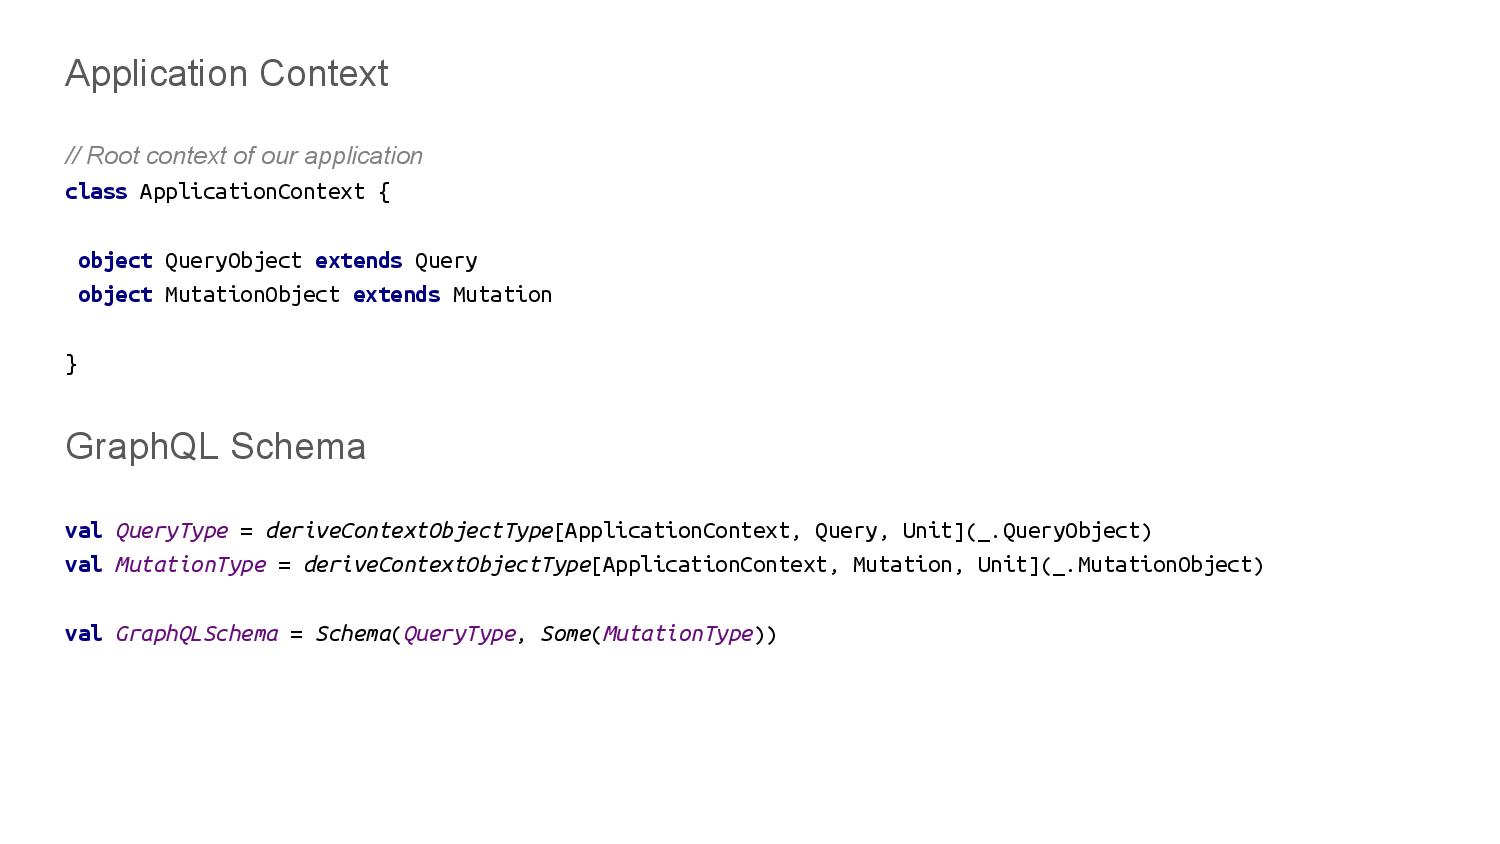 Application Context
// Root context of our application
class ApplicationContext {
object QueryObject extends Query
object MutationObject extends Mutation
}
GraphQL Schema
val QueryType = deriveContextObjectType[ApplicationContext, Query, Unit](_.QueryObject)
val MutationType = deriveContextObjectType[ApplicationContext, Mutation, Unit](_.MutationObject)
val GraphQLSchema = Schema(QueryType, Some(MutationType))